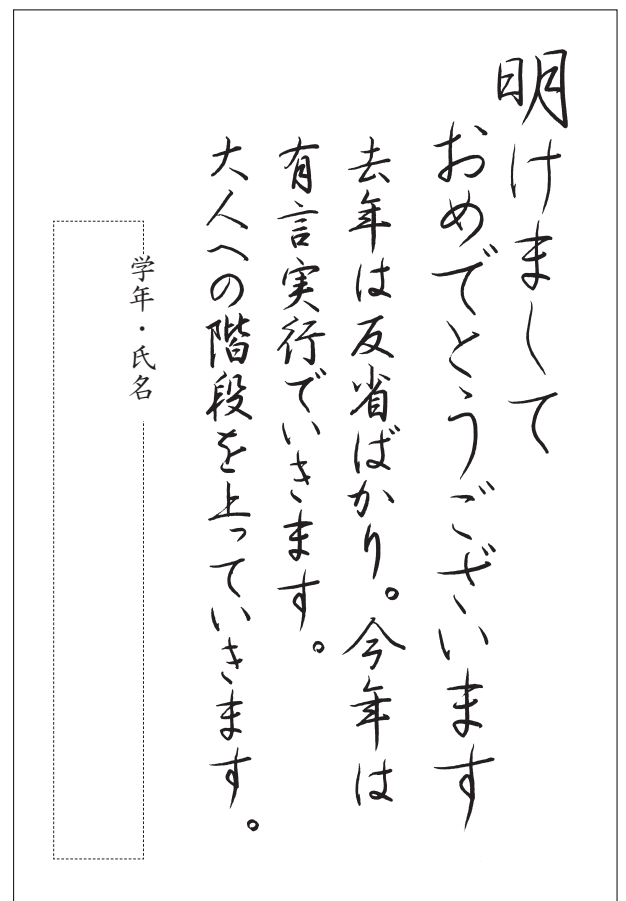 明けまして
おめでとうございます
去年は反省ばかり。今年は
有言実行でいきます。
大人への階段を上っていきます。
学年・氏名